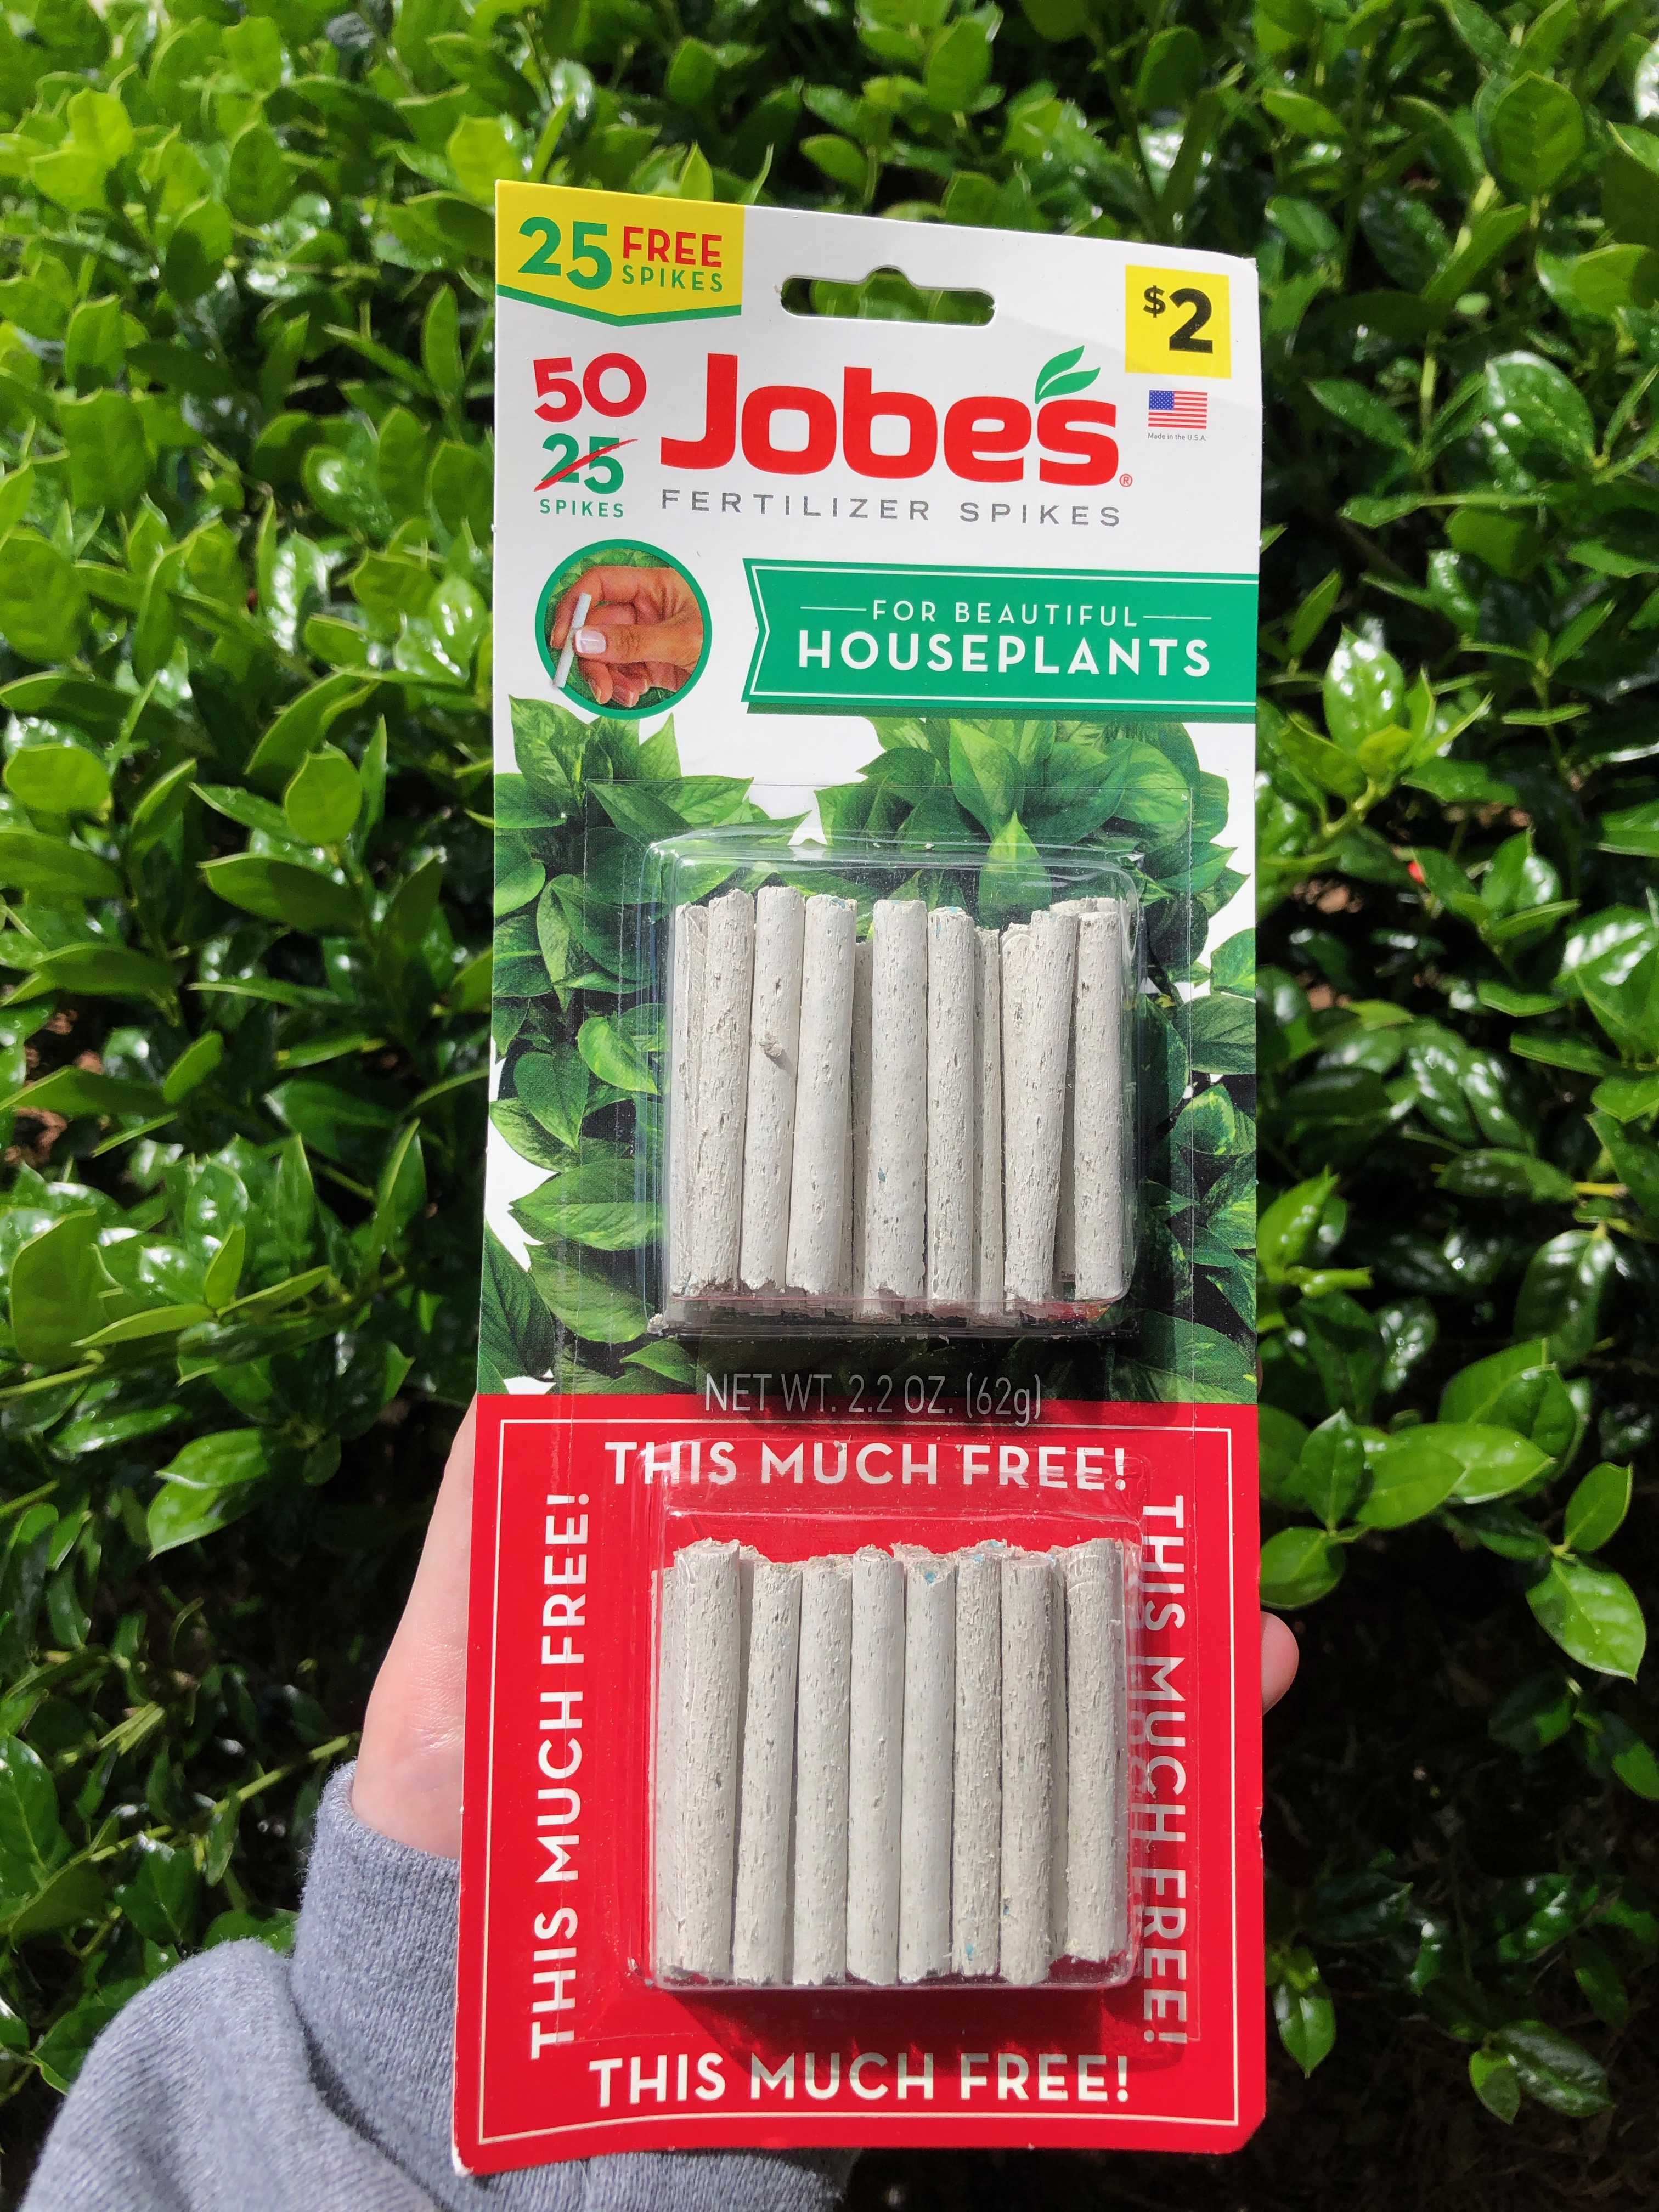 25 FREE
SPIKES
$2
50
25
SPIKES
Jobe's®
FERTILIZER SPIKES
Made in the U.S.A.
FOR BEAUTIFUL
HOUSEPLANTS
NET WT. 2.2 OZ. (62g)
THIS MUCH FREE!
THIS MUCH FREE!
THIS MUCH FREE!
THIS MUCH FREE!